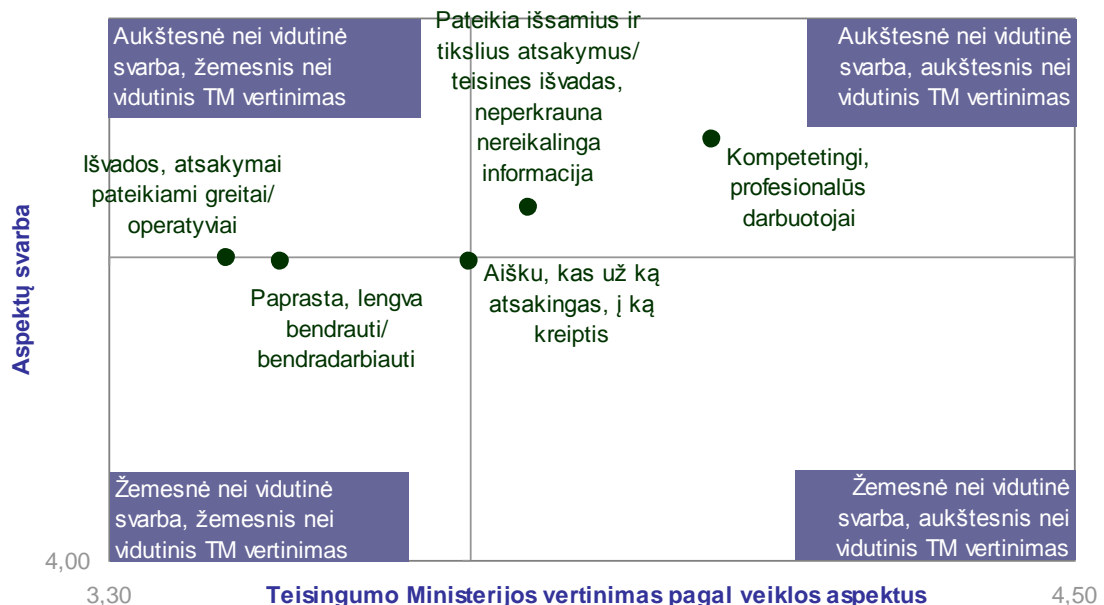 Aukštesnė nei vidutinė
svarba, žemesnis nei
vidutinis TM vertinimas
Pateikia išsamius ir
tikslius atsakymus/
teisines išvadas,
neperkrauna
nereikalinga
informacija
Aukštesnė nei vidutinė
svarba, aukštesnis nei
vidutinis TM vertinimas
Išvados, atsakymai
pateikiami greitai/
operatyviai
Kompetetingi,
profesionalūs
darbuotojai
Paprasta, lengva
bendrauti/
bendradarbiauti
Aišku, kas už ką
atsakingas, į ką
kreiptis
Aspektų svarba
Žemesnė nei vidutinė
svarba, žemesnis nei
vidutinis TM vertinimas
Žemesnė nei vidutinė
svarba, aukštesnis nei
vidutinis TM vertinimas
4,00
3,30
Teisingumo Ministerijos vertinimas pagal veiklos aspektus
4,50